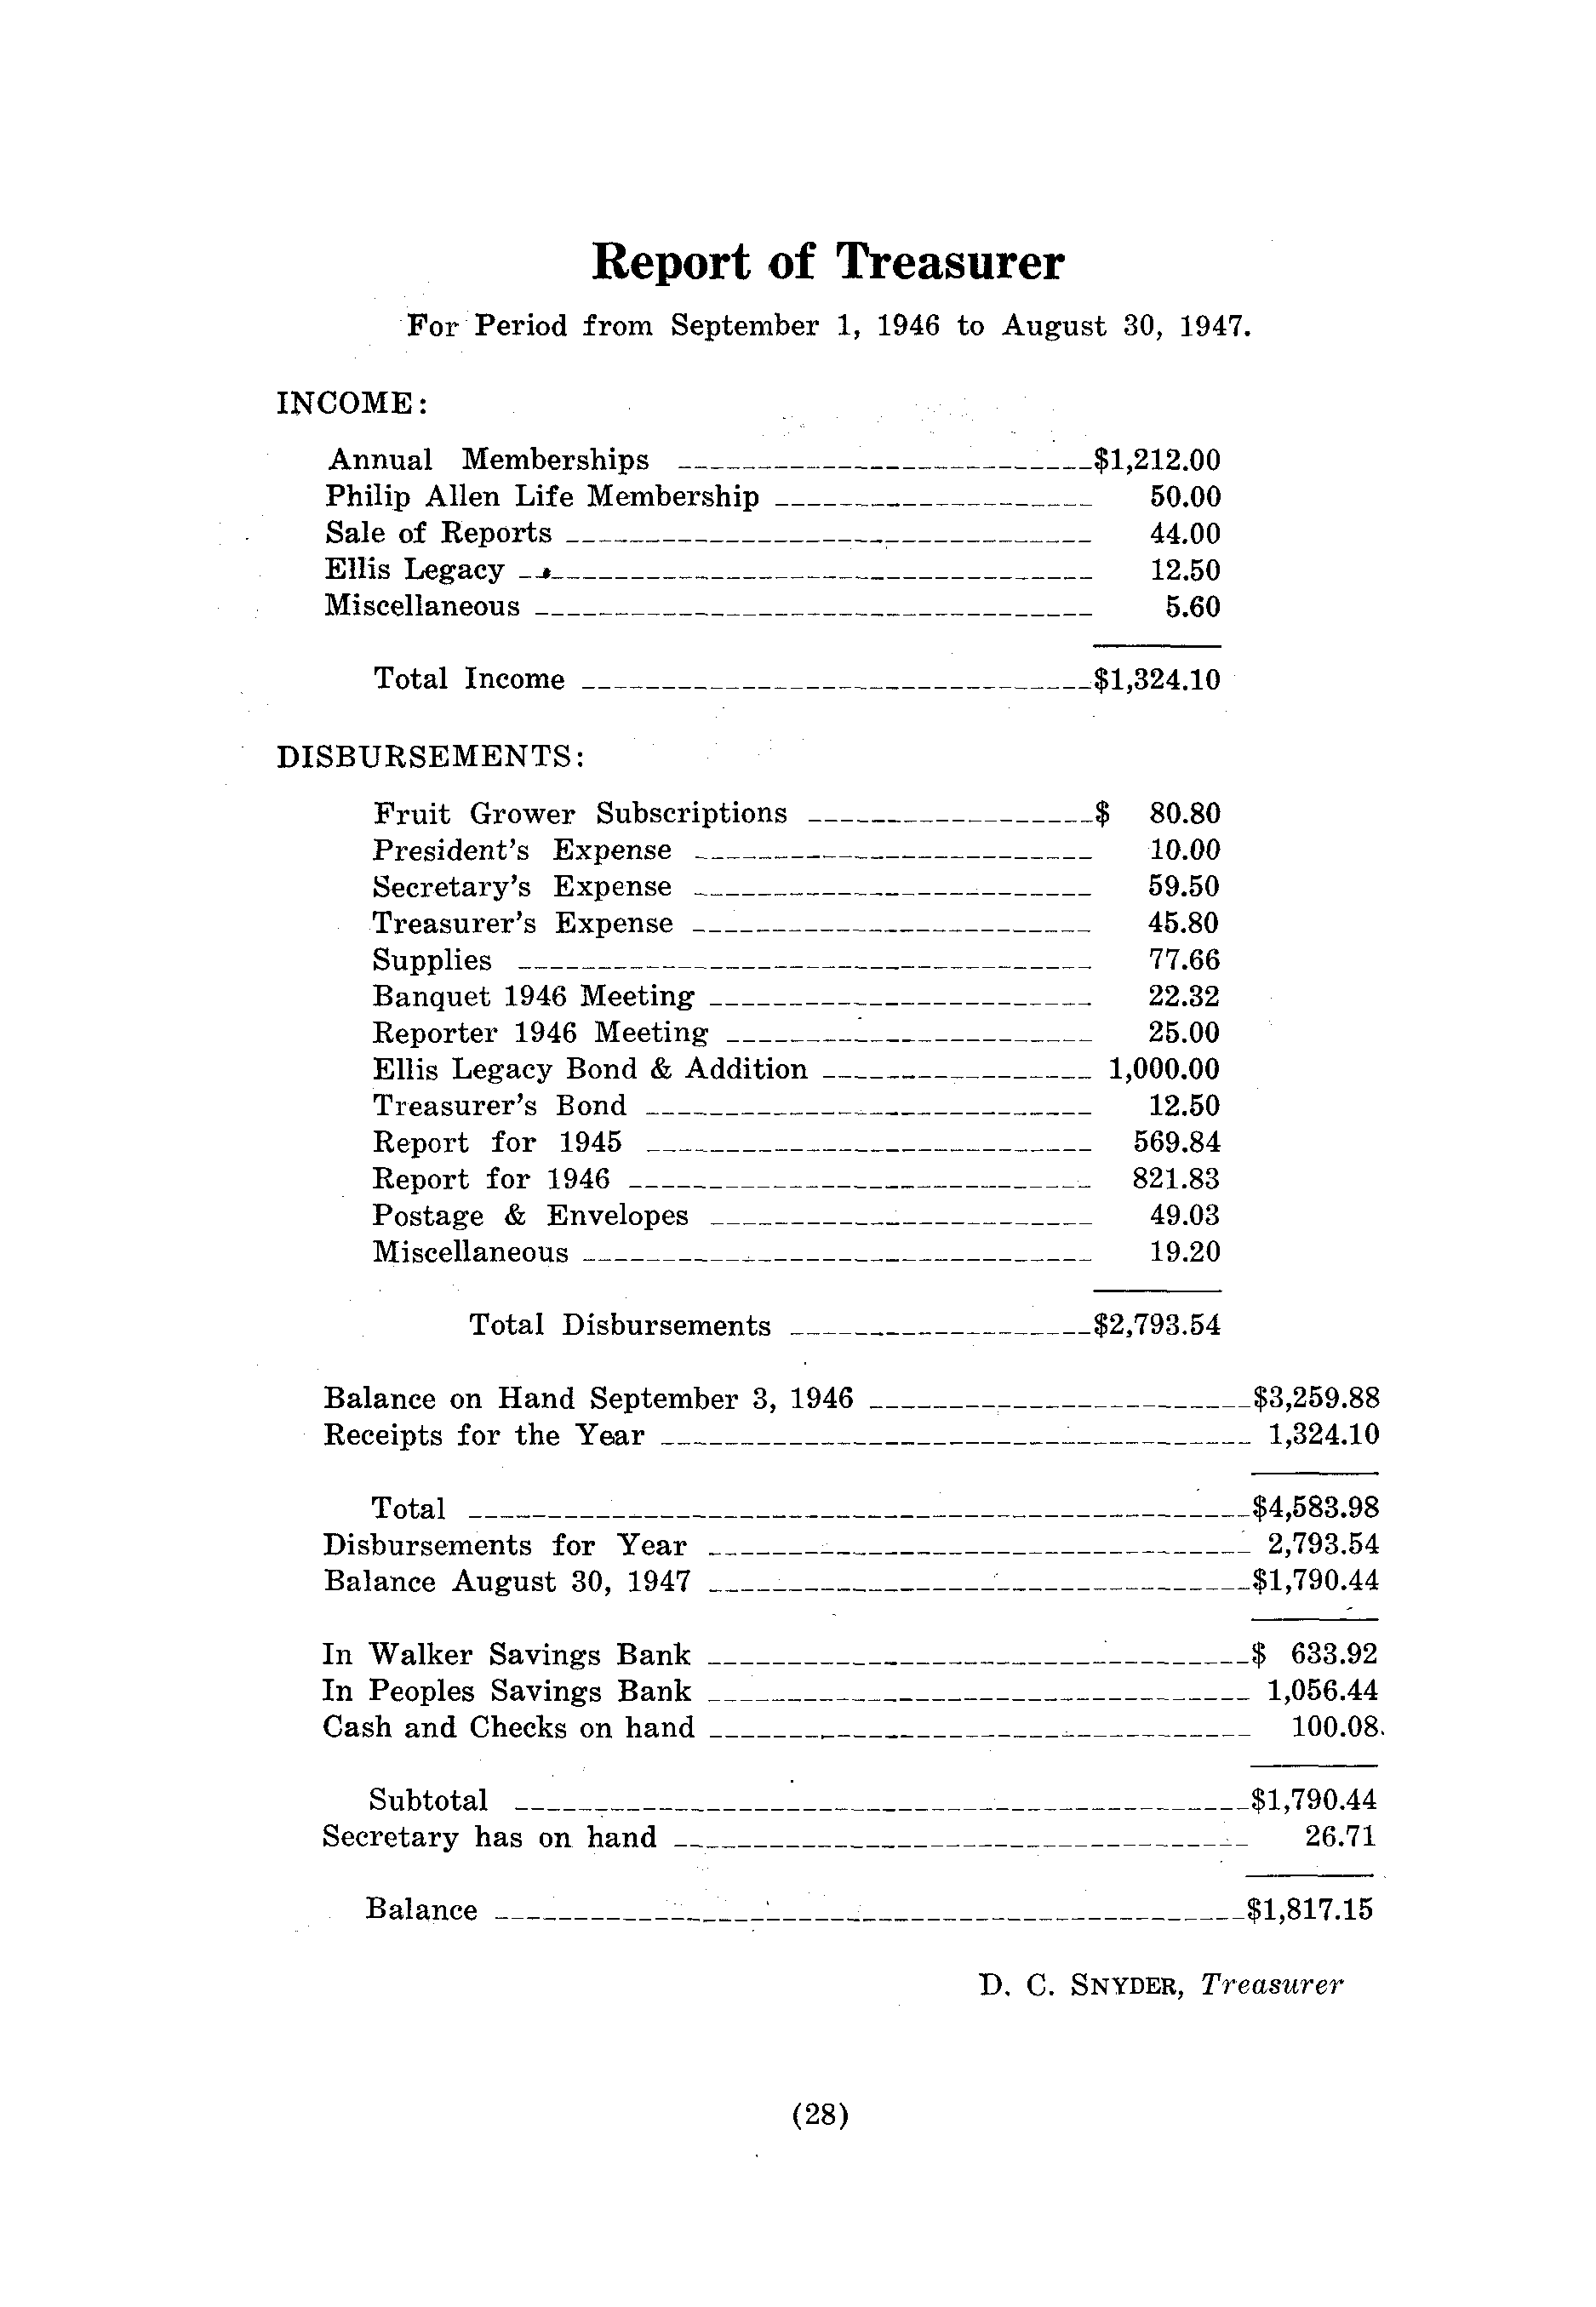 Report of Treasurer
For Period from September 1, 1946 to August 30, 1947.
INCOME:
Annual Memberships $1,212.00
Philip Allen Life Membership 50.00
Sale of Reports 44.00
Ellis Legacy 12.50
Miscellaneous 5.60
Total Income $1,324.10
DISBURSEMENTS:
Fruit Grower Subscriptions $ 80.80
President's Expense 10.00
Secretary's Expense 59.50
Treasurer's Expense 45.80
Supplies 77.66
Banquet 1946 Meeting 22.32
Reporter 1946 Meeting 25.00
Ellis Legacy Bond & Addition 1,000.00
Treasurer's Bond 12.50
Report for 1945 569.84
Report for 1946 821.83
Postage & Envelopes 49.03
Miscellaneous 19.20
Total Disbursements $2,793.54
Balance on Hand September 3, 1946 $3,259.88
Receipts for the Year 1,324.10
Total $4,583.98
Disbursements for Year 2,793.54
Balance August 30, 1947 $1,790.44
In Walker Savings Bank $ 633.92
In Peoples Savings Bank 1,056.44
Cash and Checks on hand 100.08
Subtotal $1,790.44
Secretary has on hand 26.71
Balance $1,817.15
D. C. SNYDER, Treasurer
(28)